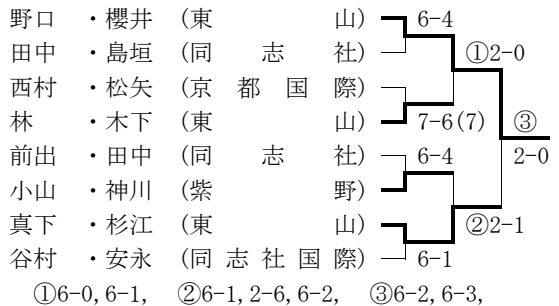 野口・櫻井(東山) 6-4
田中・島垣(同志社) ①2-0
西村・松矢(京都国際)
林・木下(東山) 7-6(7) ③
前出・田中(同志社) 6-4 2-0
小山・神川(紫野)
真下・杉江(東山) ②2-1
谷村・安永(同志社国際) 6-1
①6-0,6-1, ②6-1,2-6,6-2, ③6-2,6-3,